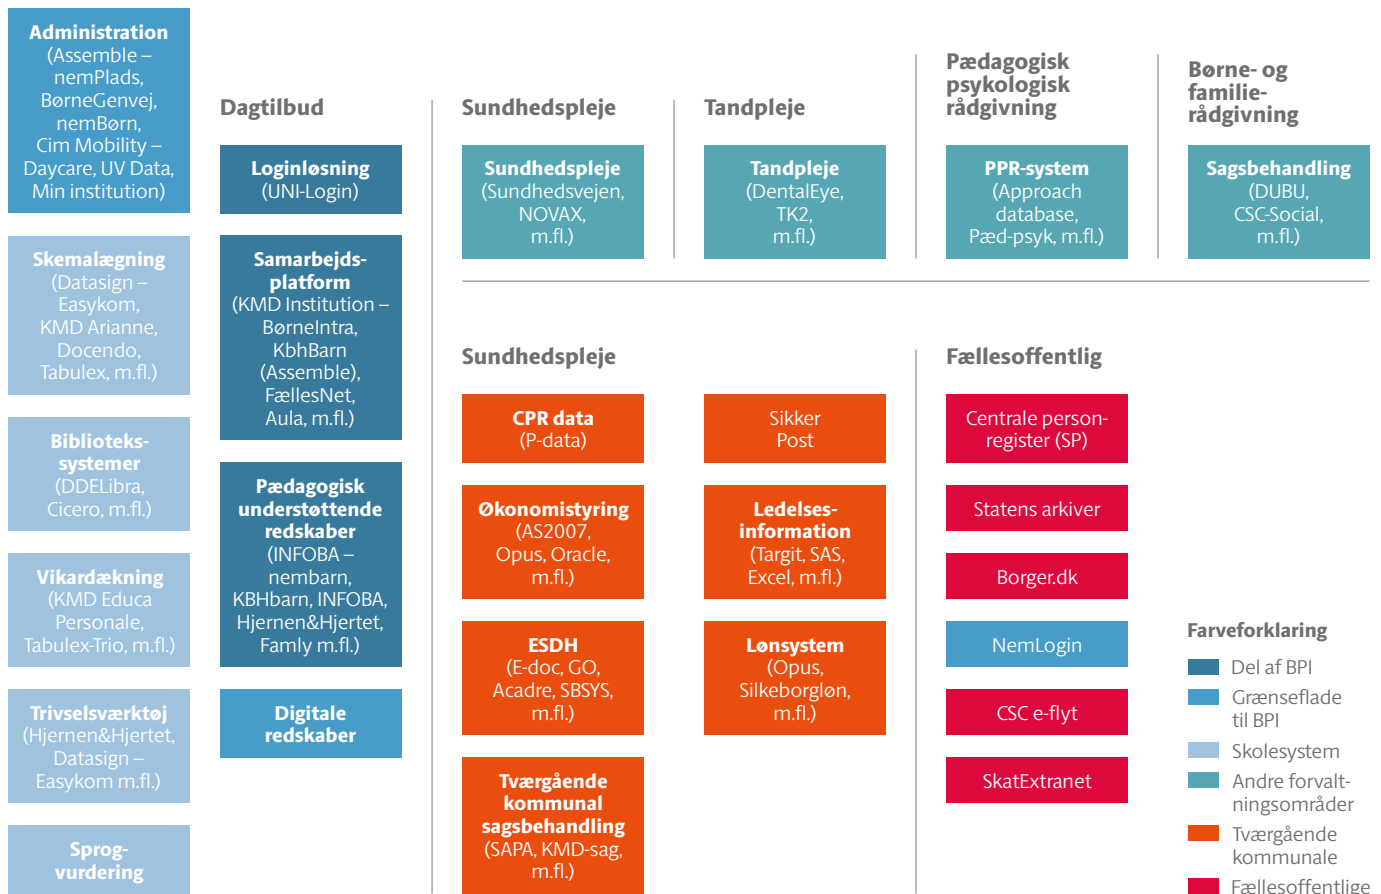 Administration
(Assemble –
nemPlads,
BørneGenvej,
nemBørn,
Cim Mobility –
Daycare, UV Data,
Min institution)
Skemalægning
(Datasign –
Easykom,
KMD Arianne,
Docendo,
Tabulex, m.fl.)
Biblioteks-
systemer
(DDELibra,
Cicero, m.fl.)
Vikardækning
(KMD Educa
Personale,
Tabulex-Trio, m.fl.)
Trivselsværktøj
(Hjernen&Hjertet,
Datasign –
Easykom m.fl.)
Sprog-
vurdering
Dagtilbud
Loginløsning
(UNI-Login)
Samarbejds-
platform
(KMD Institution –
BørneIntra,
KbhBarn
(Assemble),
FællesNet,
Aula, m.fl.)
Pædagogisk
understøttende
redskaber
(INFOBA –
nembarn,
KBHbarn, INFOBA,
Hjernen&Hjertet,
Famly m.fl.)
Digitale
redskaber
Sundhedspleje
Sundhedspleje
(Sundhedsvejen,
NOVAX,
m.fl.)
Tandpleje
Tandpleje
(DentalEye,
TK2,
m.fl.)
Pædagogisk
psykologisk
rådgivning
PPR-system
(Approach
database,
Pæd-psyk, m.fl.)
Børne- og
familie-
rådgivning
Sagsbehandling
(DUBU,
CSC-Social,
m.fl.)
Sundhedspleje
CPR data
(P-data)
Økonomistyring
(AS2007,
Opus, Oracle,
m.fl.)
ESDH
(E-doc, GO,
Acadre, SBSYS,
m.fl.)
Tværgående
kommunal
sagsbehandling
(SAPA, KMD-sag,
m.fl.)
Sikker
Post
Ledelses-
information
(Targit, SAS,
Excel, m.fl.)
Lønsystem
(Opus,
Silkeborgløn,
m.fl.)
Fællesoffentlig
Centrale person-
register (SP)
Statens arkiver
Borger.dk
NemLogin
CSC e-flyt
SkatExtranet
Farveforklaring
Del af BPI
Grænseflade
til BPI
Skolesystem
Andre forvalt-
ningsområder
Tværgående
kommunale
Fællesoffentlige